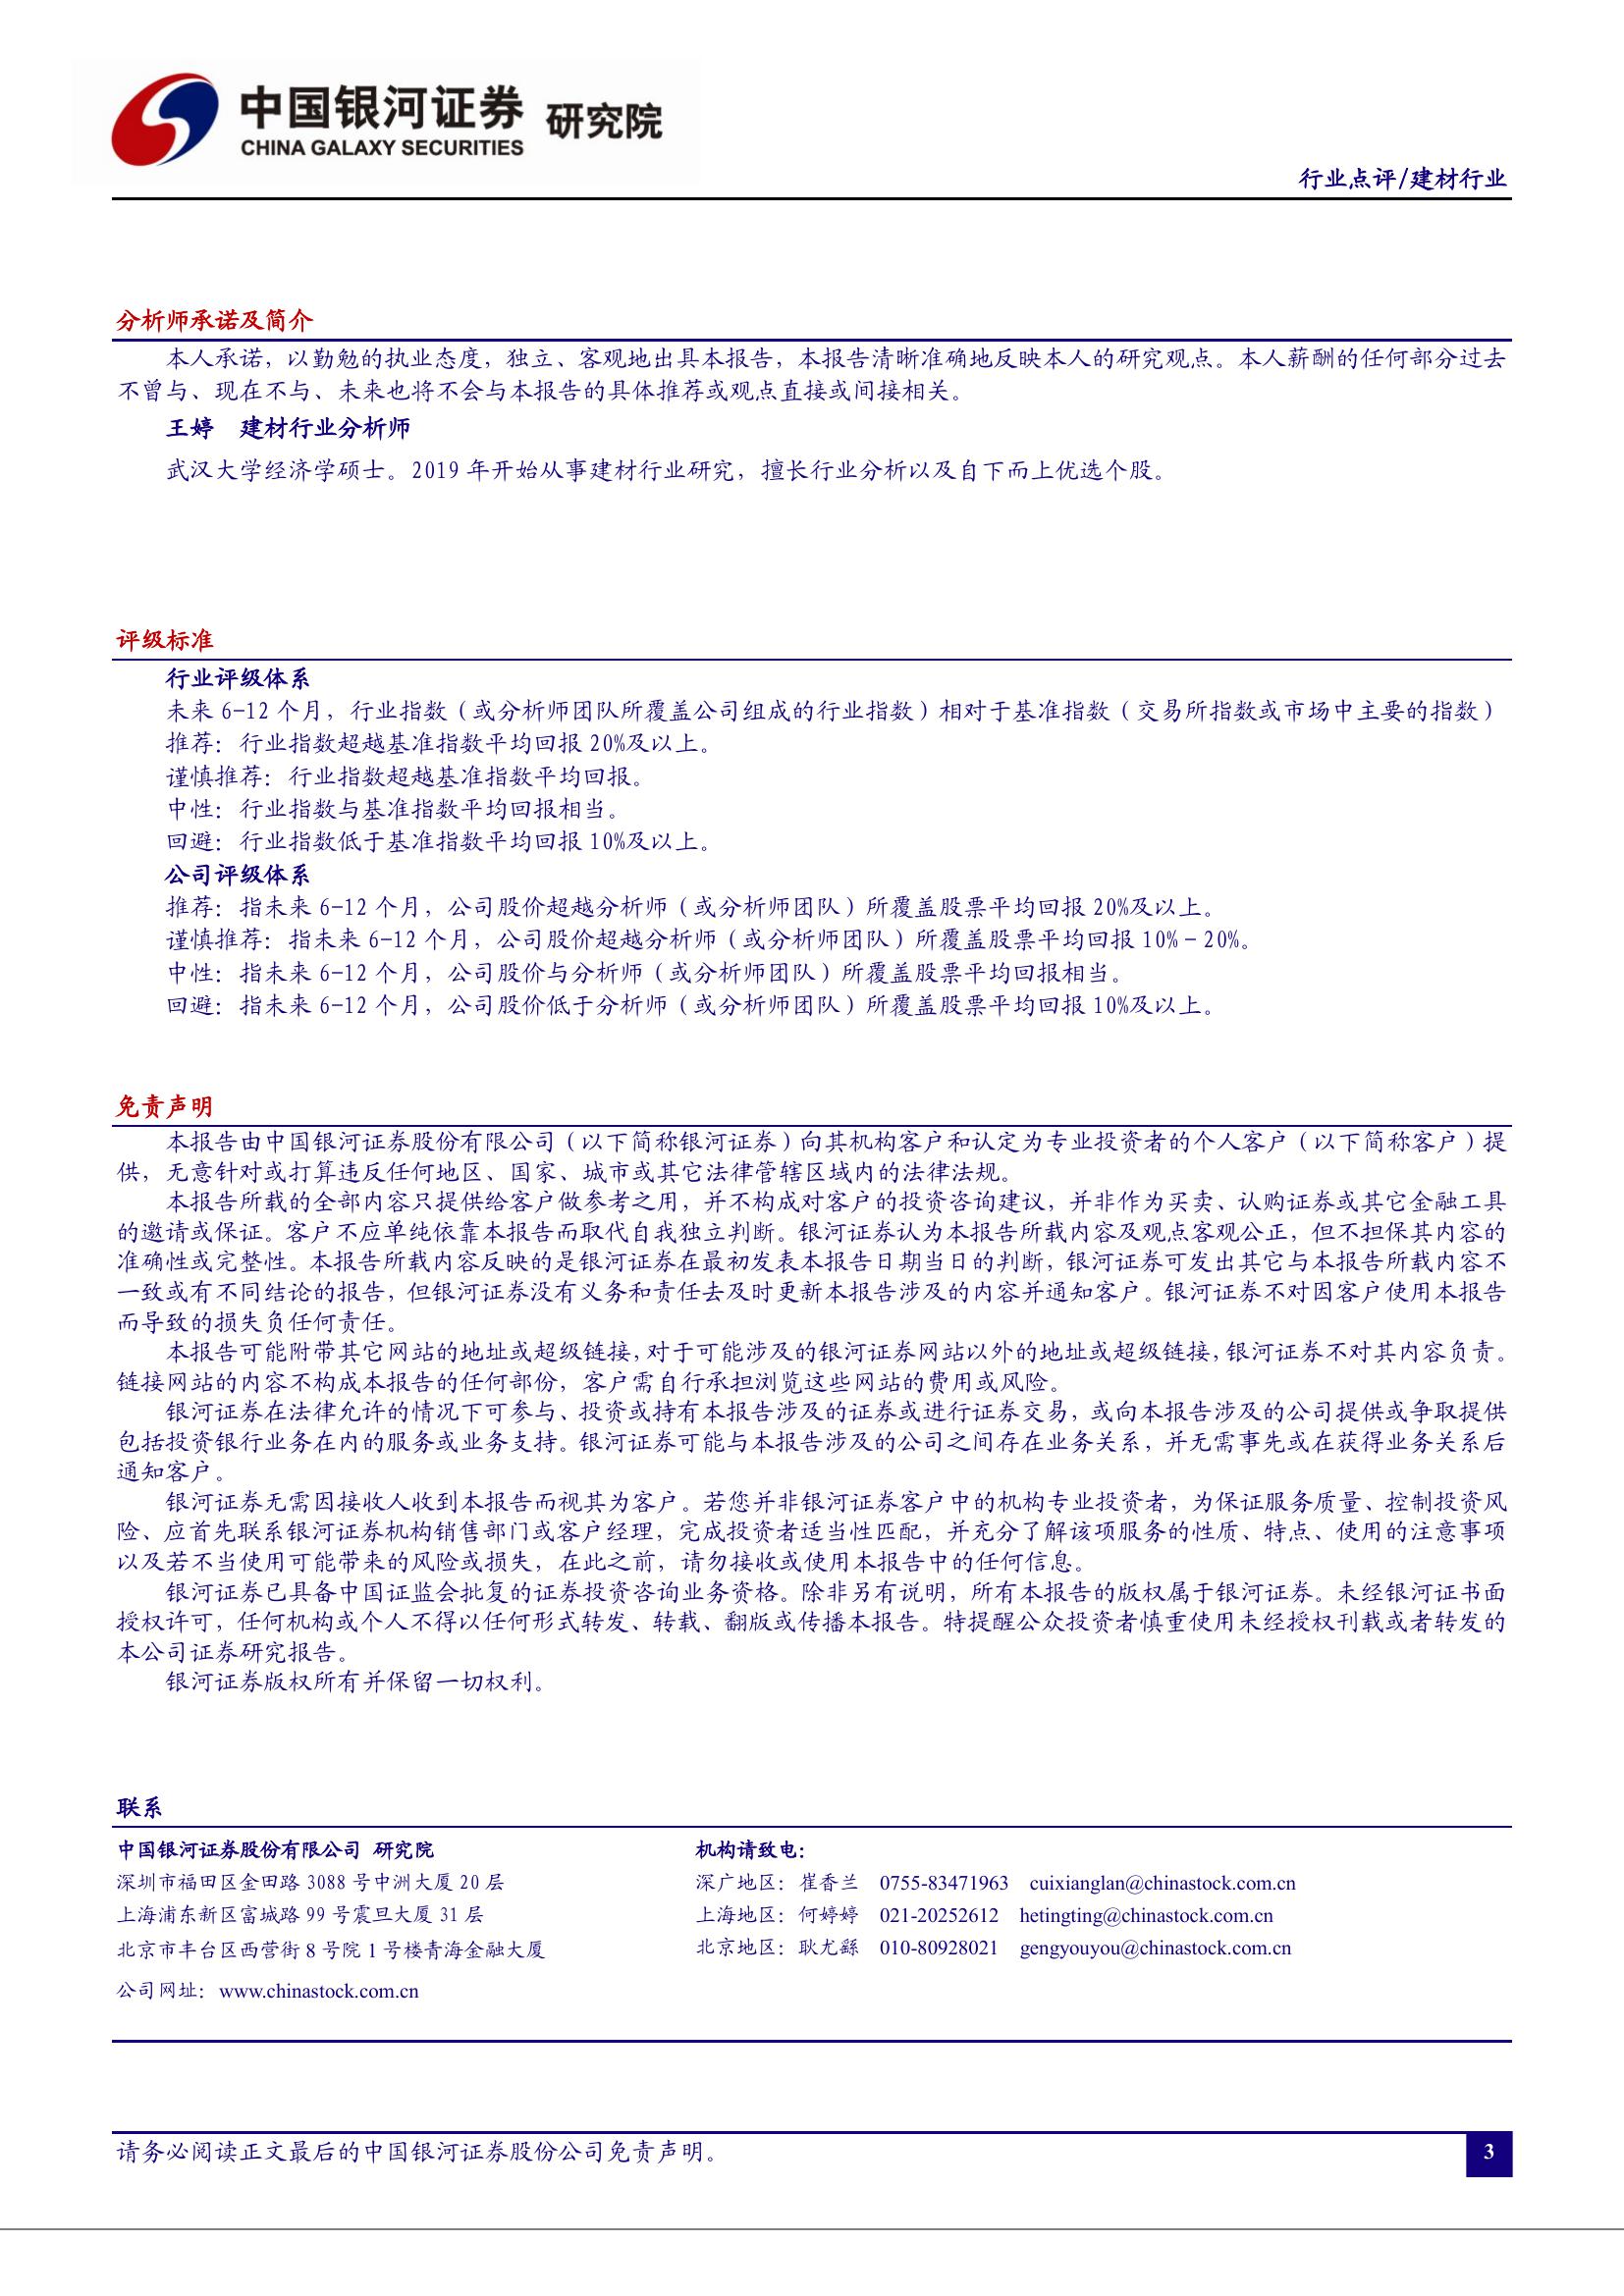 中国银河证券 研究院
CHINA GALAXY SECURITIES
行业点评/建材行业
分析师承诺及简介
本人承诺，以勤勉的执业态度，独立、客观地出具本报告，本报告清晰准确地反映本人的研究观点。本人薪酬的任何部分过去
不曾与、现在不与、未来也将不会与本报告的具体推荐或观点直接或间接相关。
王婷 建材行业分析师
武汉大学经济学硕士。2019 年开始从事建材行业研究，擅长行业分析以及自下而上优选个股。
评级标准
行业评级体系
未来 6-12 个月，行业指数（或分析师团队所覆盖公司组成的行业指数）相对于基准指数（交易所指数或市场中主要的指数）
推荐：行业指数超越基准指数平均回报 20%及以上。
谨慎推荐：行业指数超越基准指数平均回报。
中性：行业指数与基准指数平均回报相当。
回避：行业指数低于基准指数平均回报 10%及以上。
公司评级体系
推荐：指未来 6-12 个月，公司股价超越分析师（或分析师团队）所覆盖股票平均回报 20%及以上。
谨慎推荐：指未来 6-12 个月，公司股价超越分析师（或分析师团队）所覆盖股票平均回报 10%－20%。
中性：指未来 6-12 个月，公司股价与分析师（或分析师团队）所覆盖股票平均回报相当。
回避：指未来 6-12 个月，公司股价低于分析师（或分析师团队）所覆盖股票平均回报 10%及以上。
免责声明
本报告由中国银河证券股份有限公司（以下简称银河证券）向其机构客户和认定为专业投资者的个人客户（以下简称客户）提
供，无意针对或打算违反任何地区、国家、城市或其它法律管辖区域内的法律法规。
本报告所载的全部内容只提供给客户做参考之用，并不构成对客户的投资咨询建议，并非作为买卖、认购证券或其它金融工具
的邀请或保证。客户不应单纯依靠本报告而取代自我独立判断。银河证券认为本报告所载内容及观点客观公正，但不担保其内容的
准确性或完整性。本报告所载内容反映的是银河证券在最初发表本报告日期当日的判断，银河证券可发出其它与本报告所载内容不
一致或有不同结论的报告，但银河证券没有义务和责任去及时更新本报告涉及的内容并通知客户。银河证券不对因客户使用本报告
而导致的损失负任何责任。
本报告可能附带其它网站的地址或超级链接，对于可能涉及的银河证券网站以外的地址或超级链接，银河证券不对其内容负责。
链接网站的内容不构成本报告的任何部份，客户需自行承担浏览这些网站的费用或风险。
银河证券在法律允许的情况下可参与、投资或持有本报告涉及的证券或进行证券交易，或向本报告涉及的公司提供或争取提供
包括投资银行业务在内的服务或业务支持。银河证券可能与本报告涉及的公司之间存在业务关系，并无需事先或在获得业务关系后
通知客户。
银河证券无需因接收人收到本报告而视其为客户。若您并非银河证券客户中的机构专业投资者，为保证服务质量、控制投资风
险、应首先联系银河证券机构销售部门或客户经理，完成投资者适当性匹配，并充分了解该项服务的性质、特点、使用的注意事项
以及若不当使用可能带来的风险或损失，在此之前，请勿接收或使用本报告中的任何信息。
银河证券已具备中国证监会批复的证券投资咨询业务资格。除非另有说明，所有本报告的版权属于银河证券。未经银河证书面
授权许可，任何机构或个人不得以任何形式转发、转载、翻版或传播本报告。特提醒公众投资者慎重使用未经授权刊载或者转发的
本公司证券研究报告。
银河证券版权所有并保留一切权利。
联系
中国银河证券股份有限公司 研究院 机构请致电：
深圳市福田区金田路 3088 号中洲大厦 20 层 深广地区：崔香兰 0755-83471963 cuixianglan@chinastock.com.cn
上海浦东新区富城路 99 号震旦大厦 31 层 上海地区：何婷婷 021-20252612 hetingting@chinastock.com.cn
北京市丰台区西营街 8 号院 1 号楼青海金融大厦 北京地区：耿尤繇 010-80928021 gengyouyou@chinastock.com.cn
公司网址：www.chinastock.com.cn
请务必阅读正文最后的中国银河证券股份公司免责声明。
3